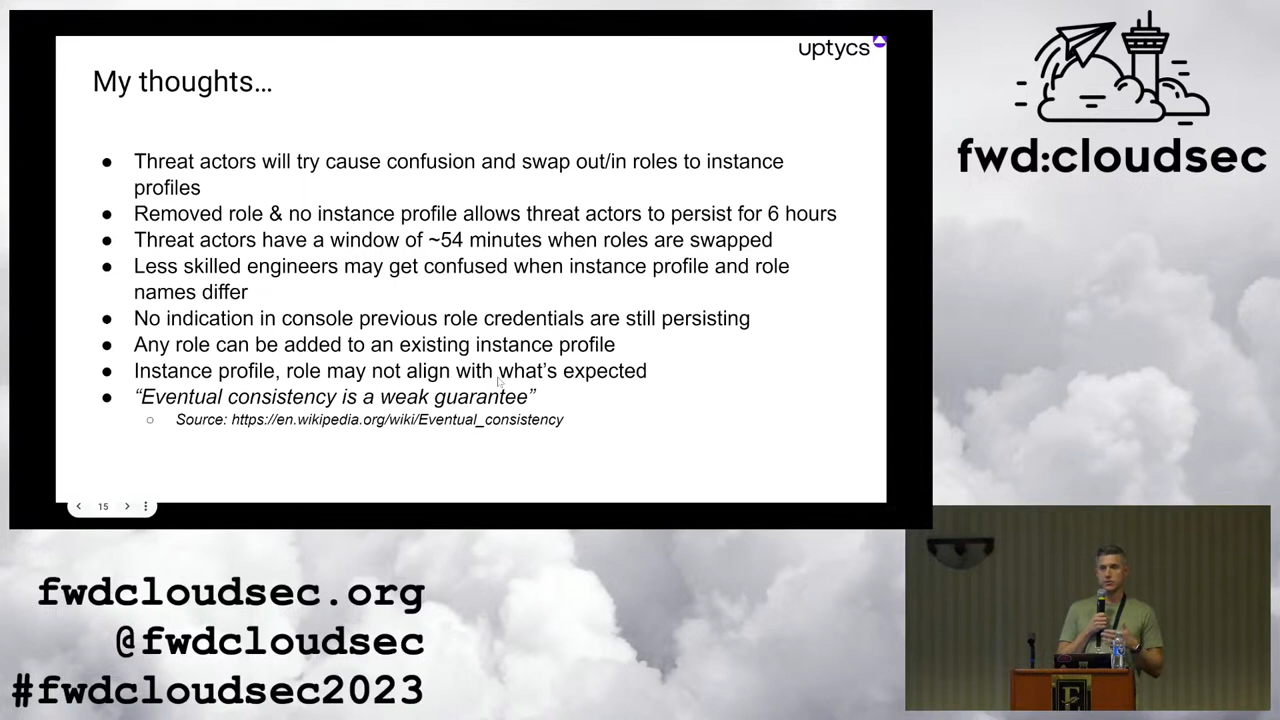 uptycs
My thoughts…
● Threat actors will try cause confusion and swap out/in roles to instance
profiles
● Removed role & no instance profile allows threat actors to persist for 6 hours
● Threat actors have a window of ~54 minutes when roles are swapped
● Less skilled engineers may get confused when instance profile and role
names differ
● No indication in console previous role credentials are still persisting
● Any role can be added to an existing instance profile
● Instance profile, role may not align with what’s expected
● “Eventual consistency is a weak guarantee”
○ Source: https://en.wikipedia.org/wiki/Eventual_consistency
15
fwd:cloudsec
fwdcloudsec.org
@fwdcloudsec
#fwdcloudsec2023
E